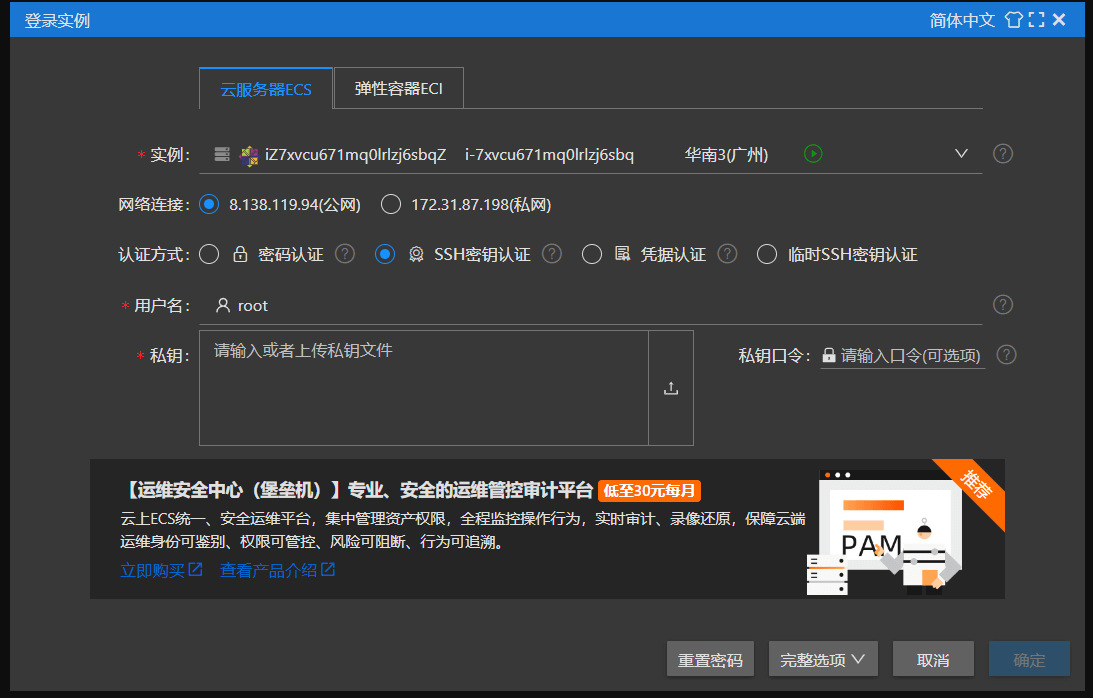 登录实例 简体中文
云服务器ECS 弹性容器ECI
* 实例: iZ7xvcu671mq0lrlzj6sbqZ i-7xvcu671mq0lrlzj6sbq 华南3(广州)
网络连接: 8.138.119.94(公网) 172.31.87.198(私网)
认证方式: 密码认证 SSH密钥认证 凭据认证 临时SSH密钥认证
* 用户名: root
* 私钥: 请输入或者上传私钥文件 私钥口令: 请输入口令(可选项)
【运维安全中心（堡垒机）】专业、安全的运维管控审计平台 低至30元每月
推荐
云上ECS统一、安全运维平台，集中管理资产权限，全程监控操作行为，实时审计、录像还原，保障云端
运维身份可鉴别、权限可管控、风险可阻断、行为可追溯。
PAM
立即购买 查看产品介绍
重置密码 完整选项 取消 确定